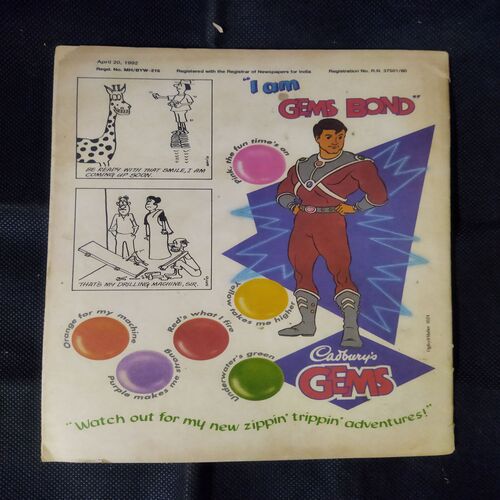 April 20, 1992
Regd. No. MH/BYW-216 Registered with the Registrar of Newspapers for India Registration No. R.N. 37501/80
"I am
GEMS BOND"
BE READY WITH THAT SMILE, I AM
COMING UP SOON.
THAT'S MY DRILLING MACHINE, SIR.
Pink: the fun time's on
Yellow takes me higher
Orange for my machine
Red's what I fire
Purple makes me strong
Underwater's green
Cadbury's
GEMS
"Watch out for my new zippin' trippin' adventures!"